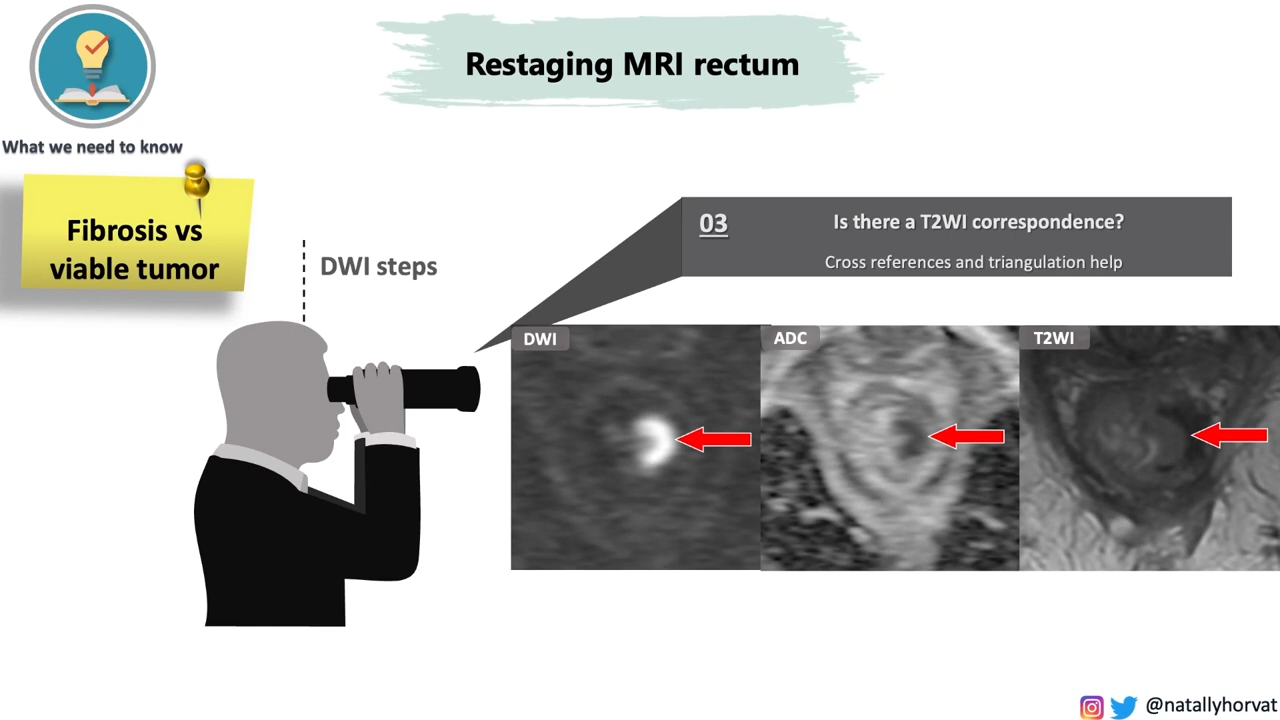 Restaging MRI rectum
What we need to know
Fibrosis vs
viable tumor
DWI steps
03
Is there a T2WI correspondence?
Cross references and triangulation help
DWI
ADC
T2WI
@natallyhorvat